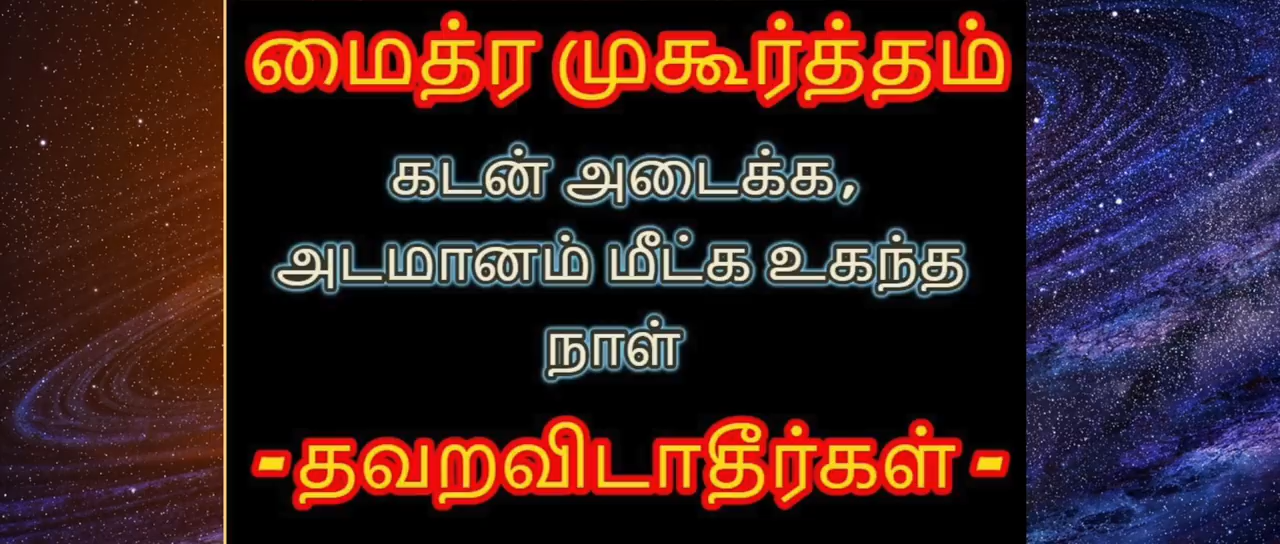 மைத்ர முகூர்த்தம்
கடன் அடைக்க,
அடமானம் மீட்க உகந்த
நாள்
-தவறவிடாதீர்கள்-